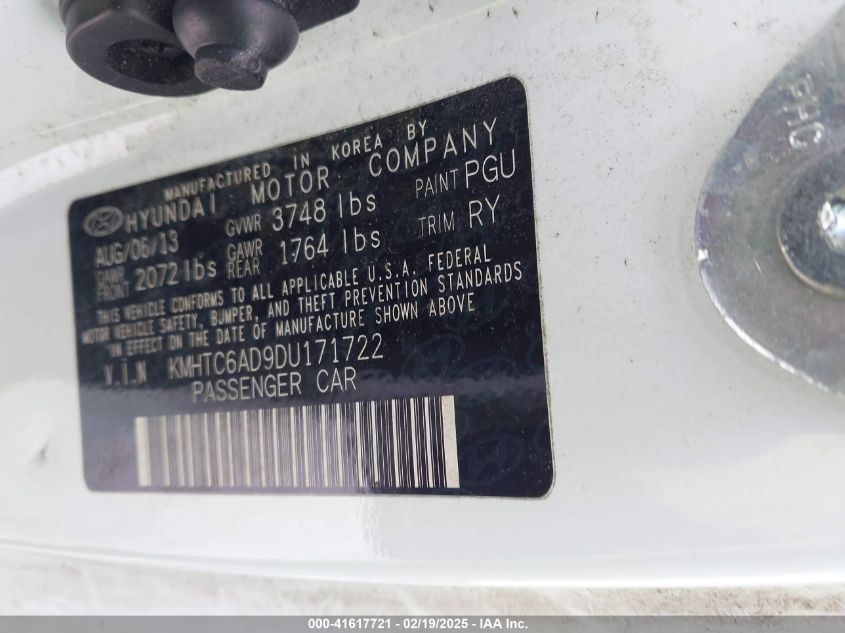 MANUFACTURED IN KOREA BY
HYUNDAI MOTOR COMPANY
AUG/06/13 GVWR 3748 lbs PAINT PGU
GAWR FRONT 2072 lbs GAWR REAR 1764 lbs TRIM RY
THIS VEHICLE CONFORMS TO ALL APPLICABLE U.S.A. FEDERAL
MOTOR VEHICLE SAFETY, BUMPER, AND THEFT PREVENTION STANDARDS
IN EFFECT ON THE DATE OF MANUFACTURE SHOWN ABOVE
V.I.N KMHTC6AD9DU171722
PASSENGER CAR
PHC
000-41617721 - 02/19/2025 - IAA Inc.